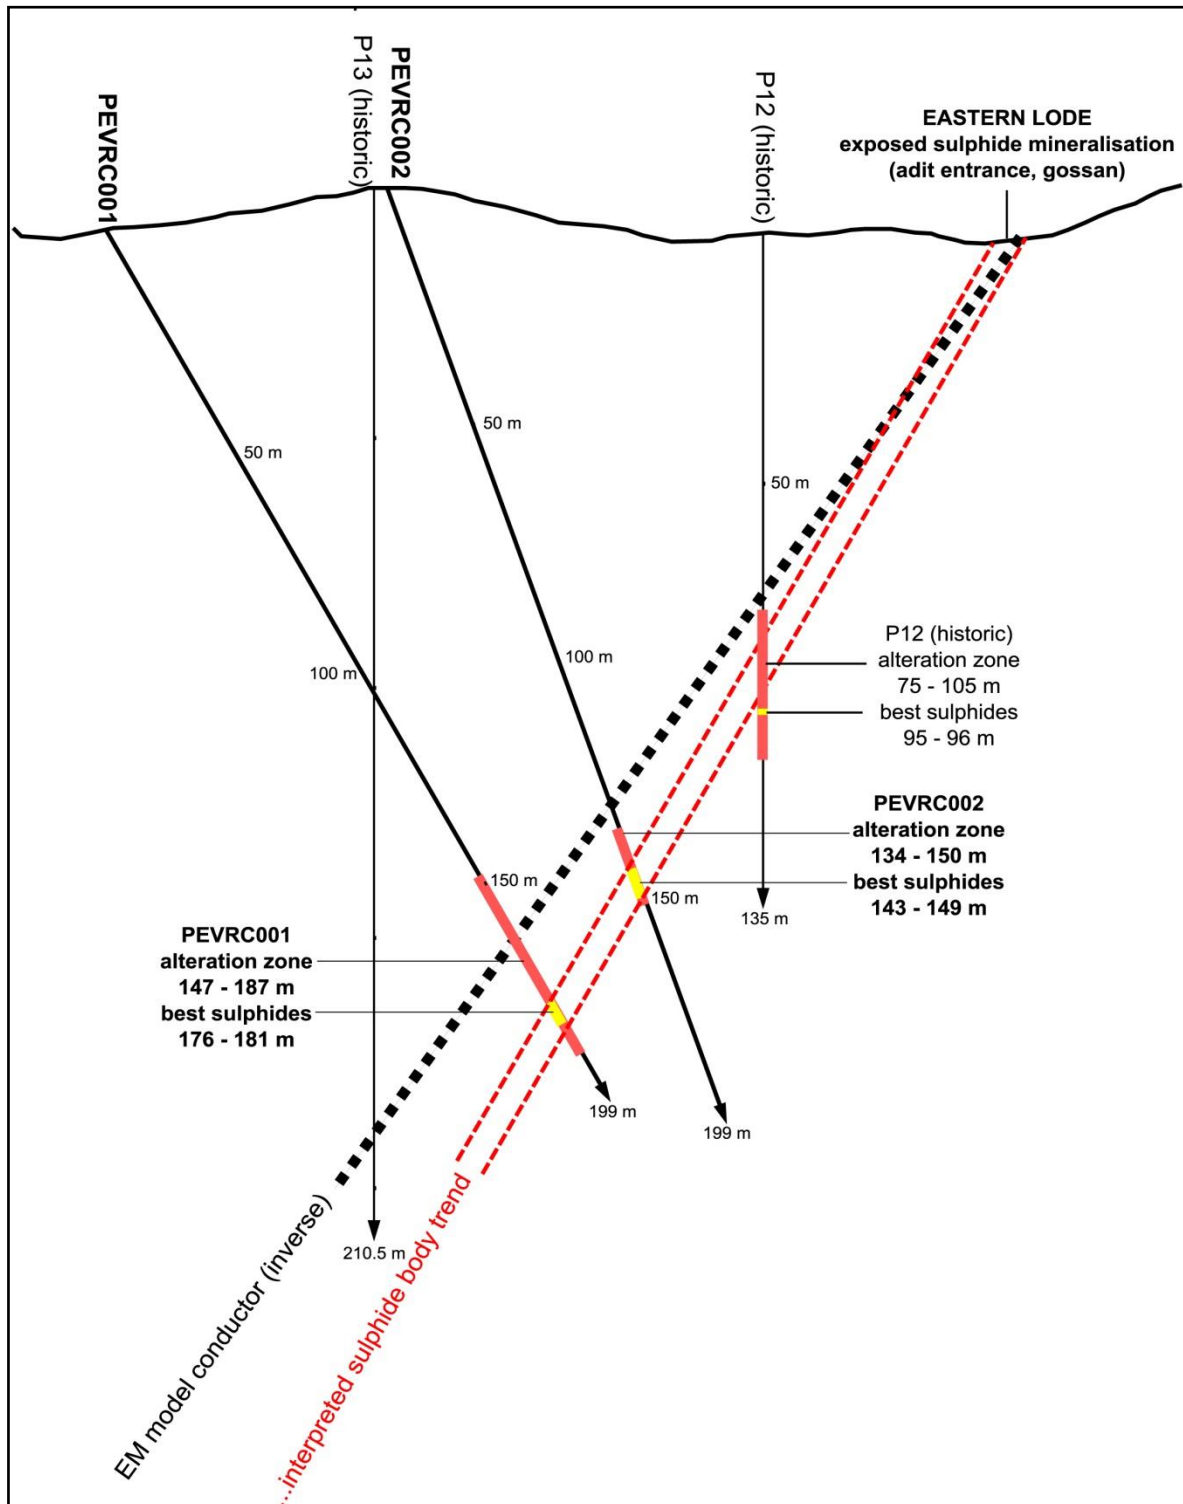 PEVRC001
P13 (historic)
PEVRC002
P12 (historic)
EASTERN LODE
exposed sulphide mineralisation
(adit entrance, gossan)
50 m
50 m
50 m
100 m
100 m
P12 (historic)
alteration zone
75 - 105 m
best sulphides
95 - 96 m
PEVRC002
alteration zone
134 - 150 m
best sulphides
143 - 149 m
150 m
150 m
135 m
PEVRC001
alteration zone
147 - 187 m
best sulphides
176 - 181 m
199 m
199 m
210.5 m
EM model conductor (inverse)
...interpreted sulphide body trend